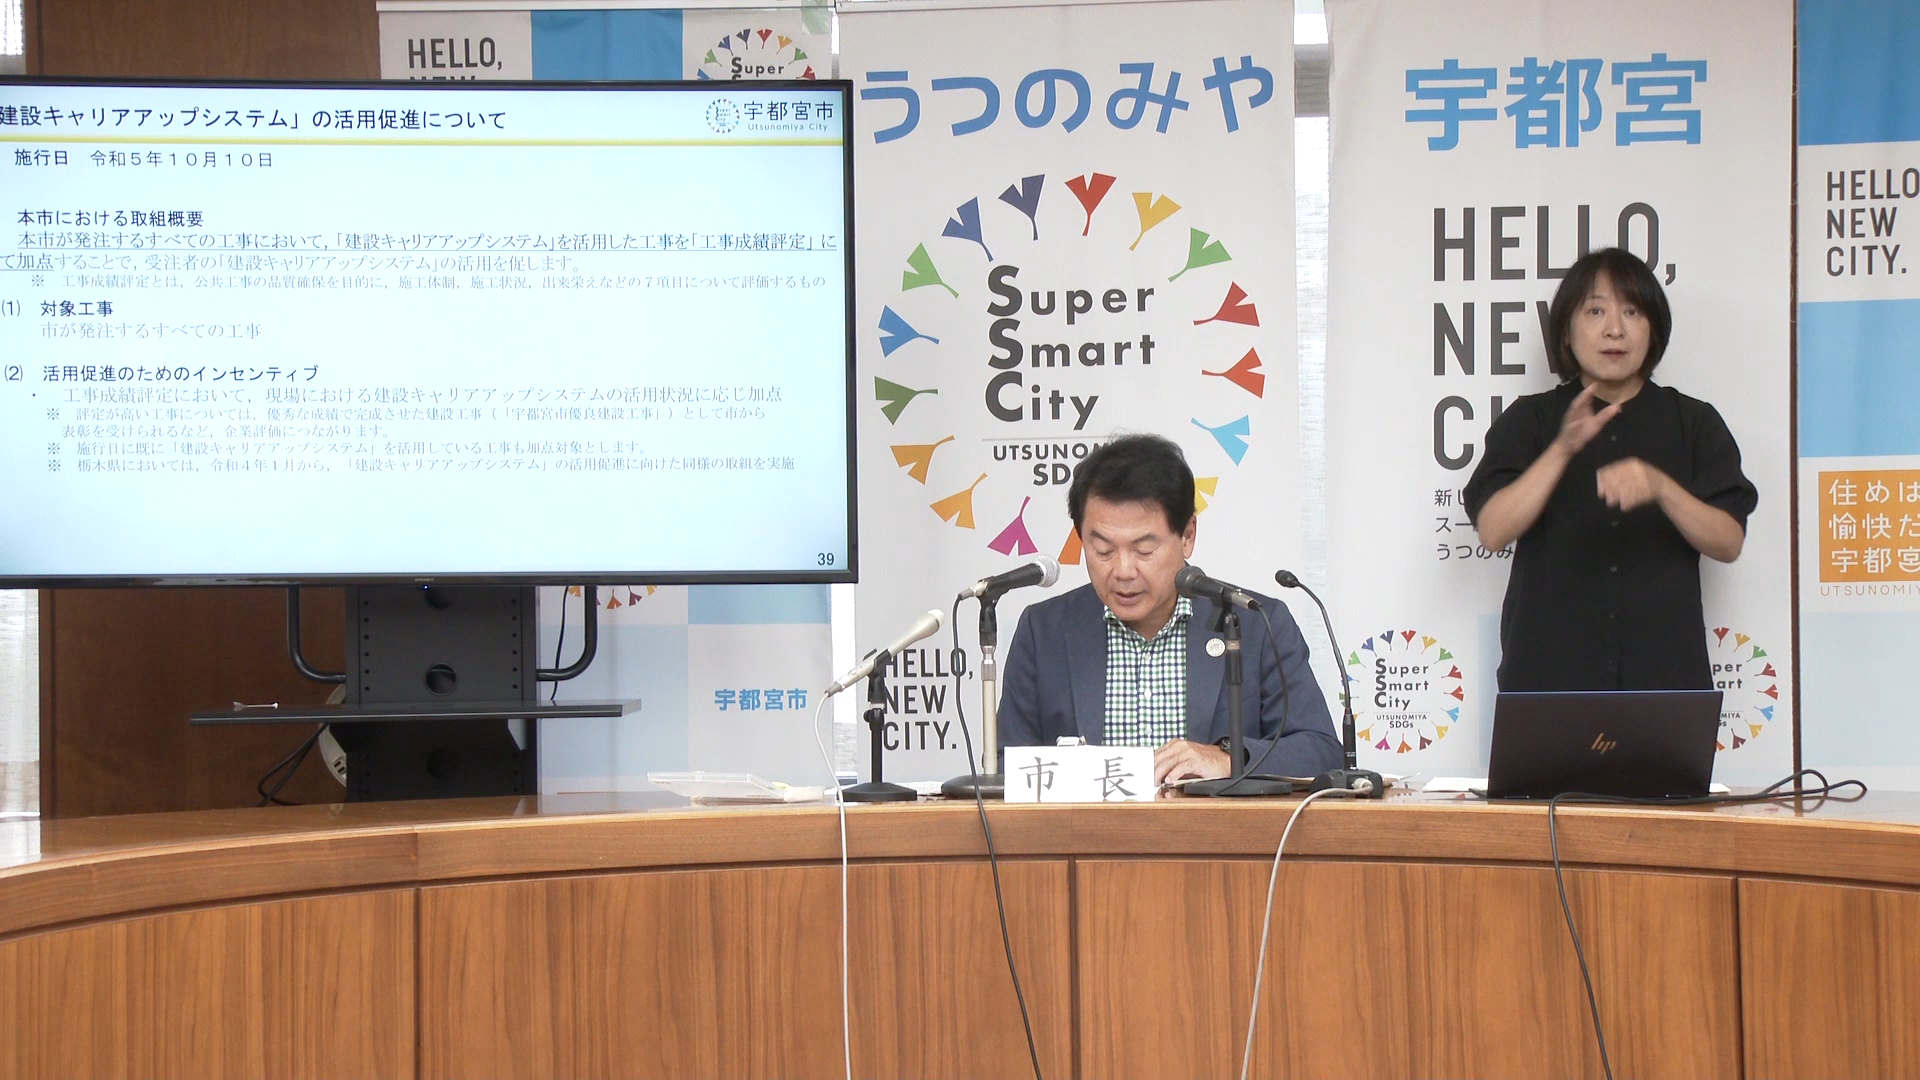 建設キャリアアップシステム」の活用促進について
宇都宮市
Utsunomiya City
施行日　令和５年１０月１０日
本市における取組概要
本市が発注するすべての工事において，「建設キャリアアップシステム」を活用した工事を「工事成績評定」に
て加点することで，受注者の「建設キャリアアップシステム」の活用を促します。
※　工事成績評定とは，公共工事の品質確保を目的に，施工体制，施工状況，出来栄えなどの７項目について評価するもの
⑴　対象工事
市が発注するすべての工事
⑵　活用促進のためのインセンティブ
・　工事成績評定において，現場における建設キャリアアップシステムの活用状況に応じ加点
※　評定が高い工事については，優秀な成績で完成させた建設工事（「宇都宮市優良建設工事」）として市から
表彰を受けられるなど，企業評価につながります。
※　施行日に既に「建設キャリアアップシステム」を活用している工事も加点対象とします。
※　栃木県においては，令和４年１月から，「建設キャリアアップシステム」の活用促進に向けた同様の取組を実施
39
HELLO,
NEW
Super
宇都宮市
うつのみや
Super
Smart
City
UTSUNOM
SDG
HELLO,
NEW
CITY.
市長
宇都宮
HELLO,
NEW
C
新し
スー
うつのみ
Super
Smart
City
UTSUNOMIYA
SDGs
hp
HELLO
NEW
CITY.
住めば
愉快だ
宇都宮
UTSUNOMIY